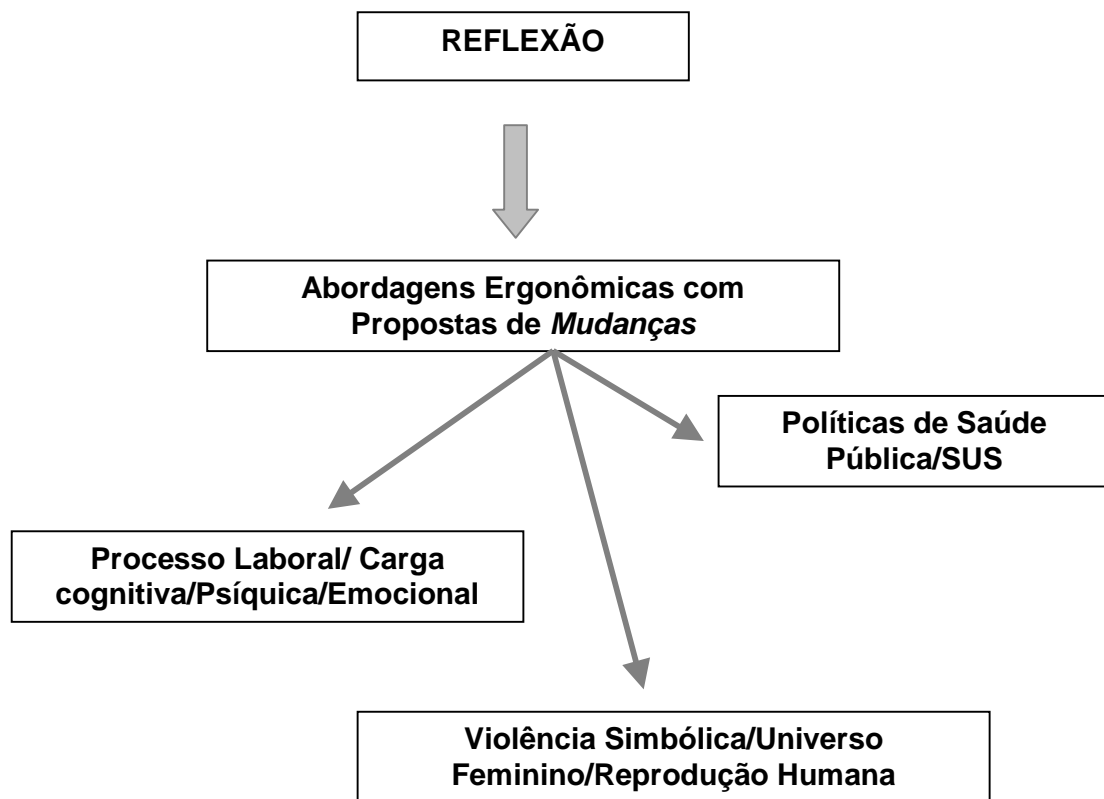 REFLEXÃO
Abordagens Ergonômicas com
Propostas de Mudanças
Políticas de Saúde
Pública/SUS
Processo Laboral/ Carga
cognitiva/Psíquica/Emocional
Violência Simbólica/Universo
Feminino/Reprodução Humana